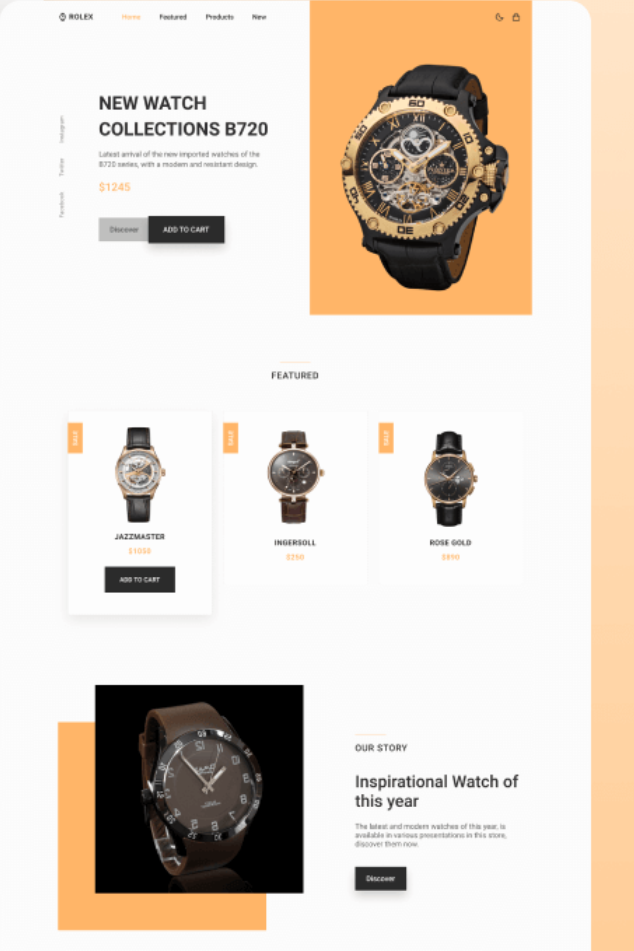 ROLEX
Home Featured Products New
NEW WATCH
COLLECTIONS B720
Latest arrival of the new imported watches of the
B720 series, with a modern and resistant design.
$1245
Discover ADD TO CART
Facebook
Twitter
Instagram
60
10
FEATURED
SALE
SALE
SALE
JAZZMASTER
$1050
ADD TO CART
INGERSOLL
$250
ROSE GOLD
$890
OUR STORY
Inspirational Watch of
this year
The latest and modern watches of this year, is
available in various presentations in this store,
discover them now.
Discover